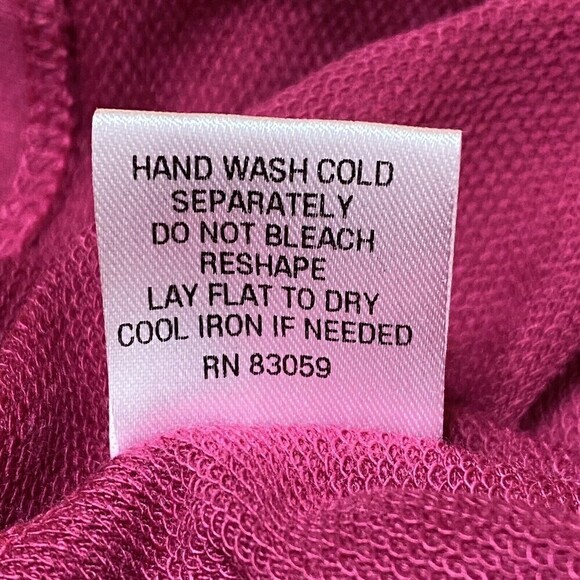 HAND WASH COLD
SEPARATELY
DO NOT BLEACH
RESHAPE
LAY FLAT TO DRY
COOL IRON IF NEEDED
RN 83059